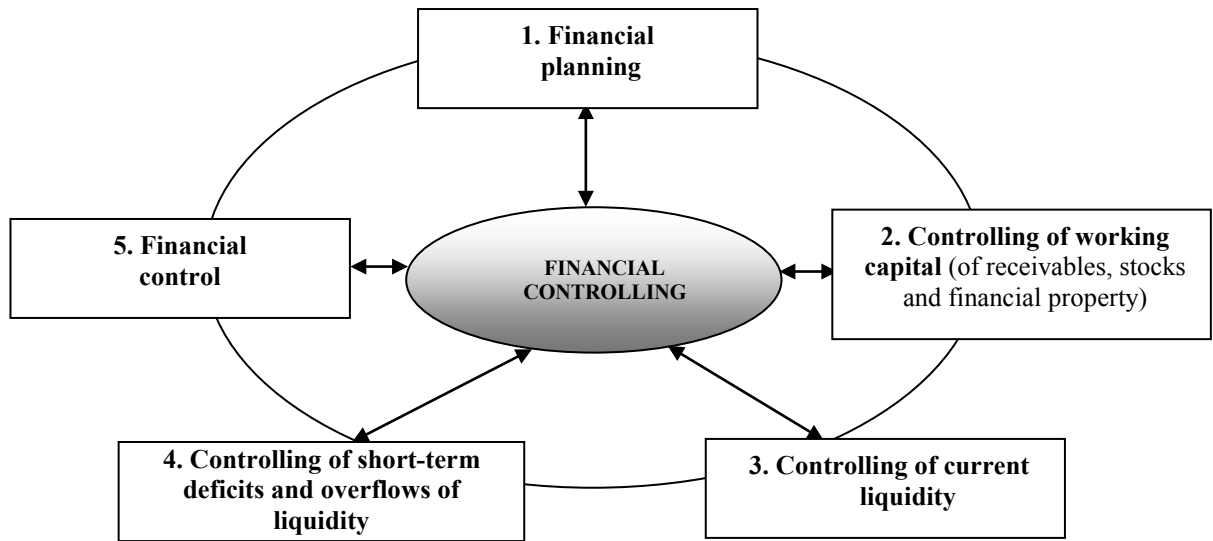 1. Financial
planning
5. Financial
control
FINANCIAL
CONTROLLING
2. Controlling of working
capital (of receivables, stocks
and financial property)
4. Controlling of short-term
deficits and overflows of
liquidity
3. Controlling of current
liquidity